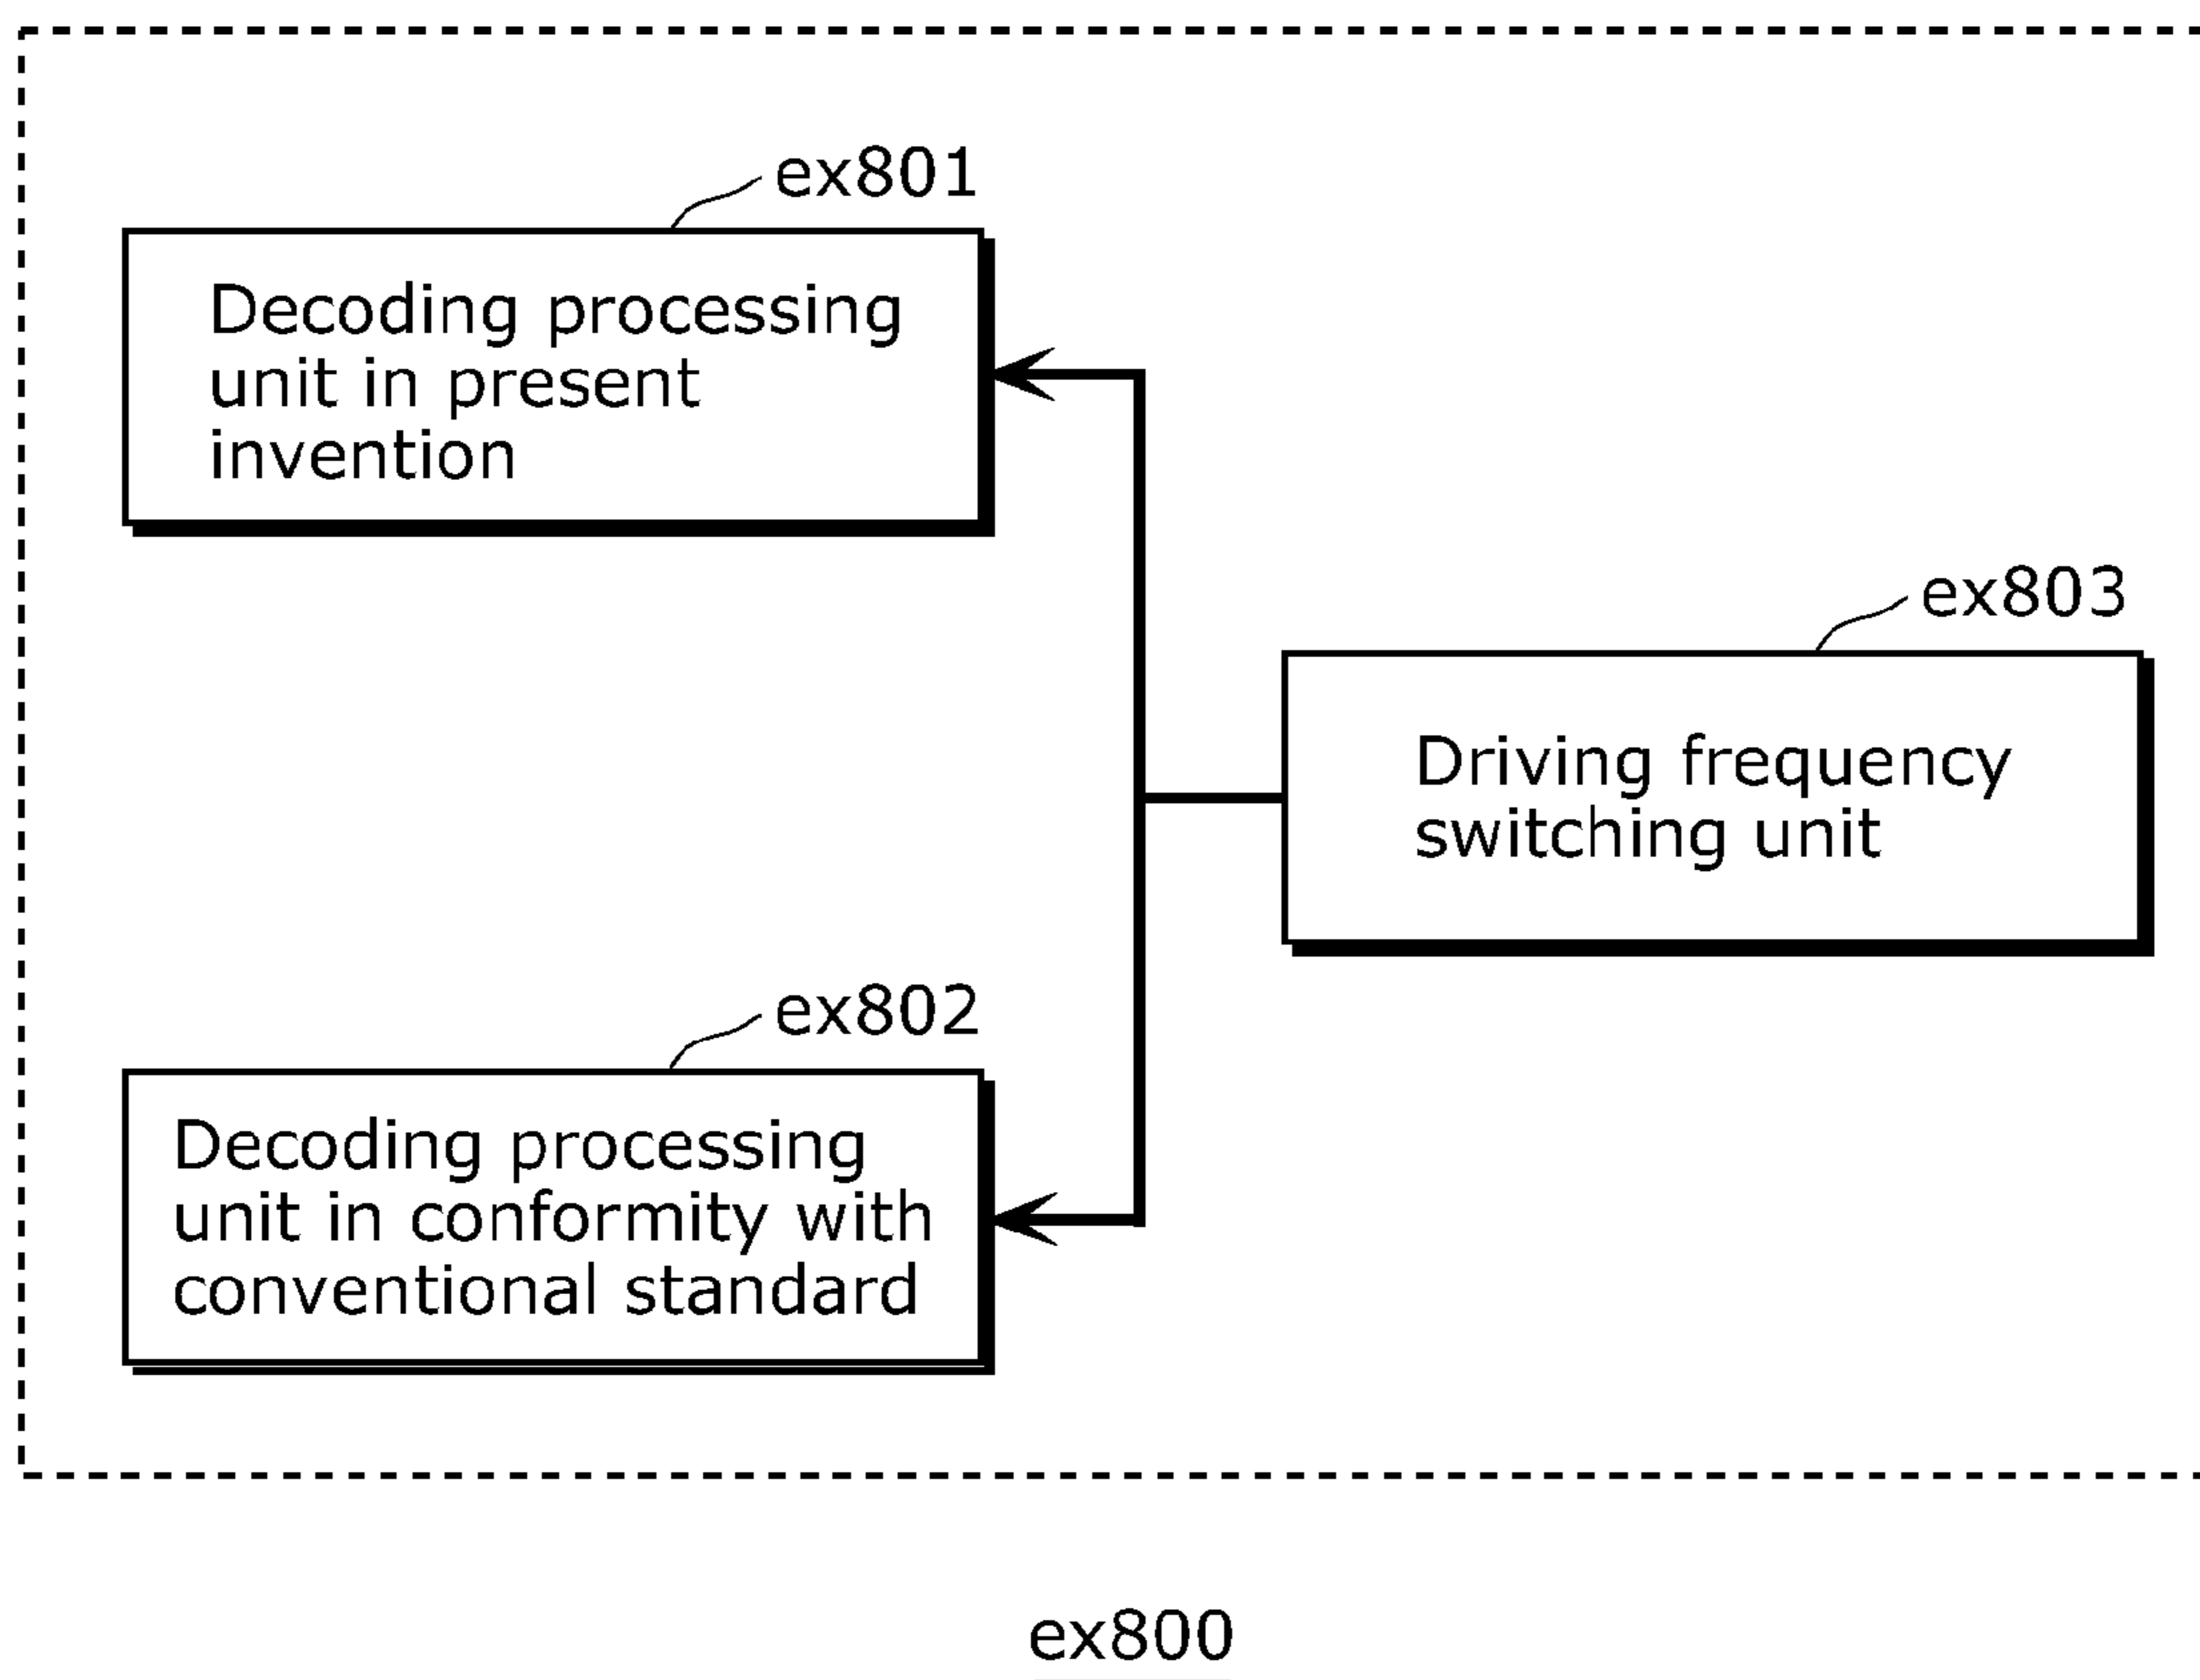 ex801
Decoding processing
unit in present
invention
ex803
Driving frequency
switching unit
ex802
Decoding processing
unit in conformity with
conventional standard
ex800